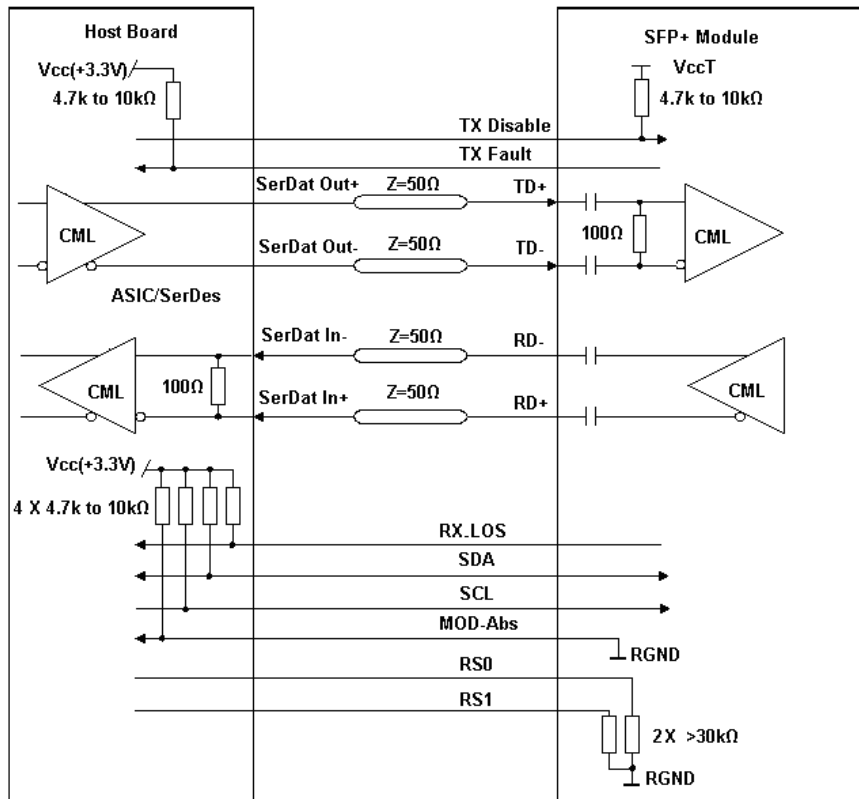 Host Board
SFP+ Module
Vcc(+3.3V)
VccT
4.7k to 10kΩ
4.7k to 10kΩ
TX Disable
TX Fault
SerDat Out+
Z=50Ω
TD+
CML
100Ω
CML
SerDat Out-
Z=50Ω
TD-
ASIC/SerDes
SerDat In-
Z=50Ω
RD-
CML
100Ω
CML
SerDat In+
Z=50Ω
RD+
Vcc(+3.3V)
4 X 4.7k to 10kΩ
RX_LOS
SDA
SCL
MOD-Abs
RGND
RS0
RS1
2 X >30kΩ
RGND